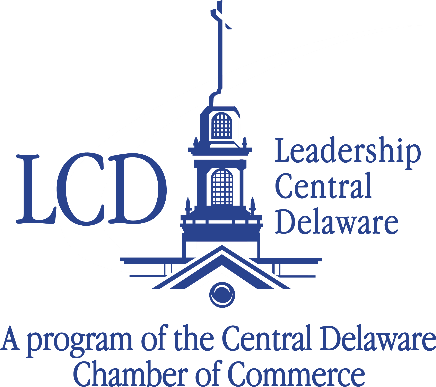 LCD
Leadership
Central
Delaware
A program of the Central Delaware
Chamber of Commerce